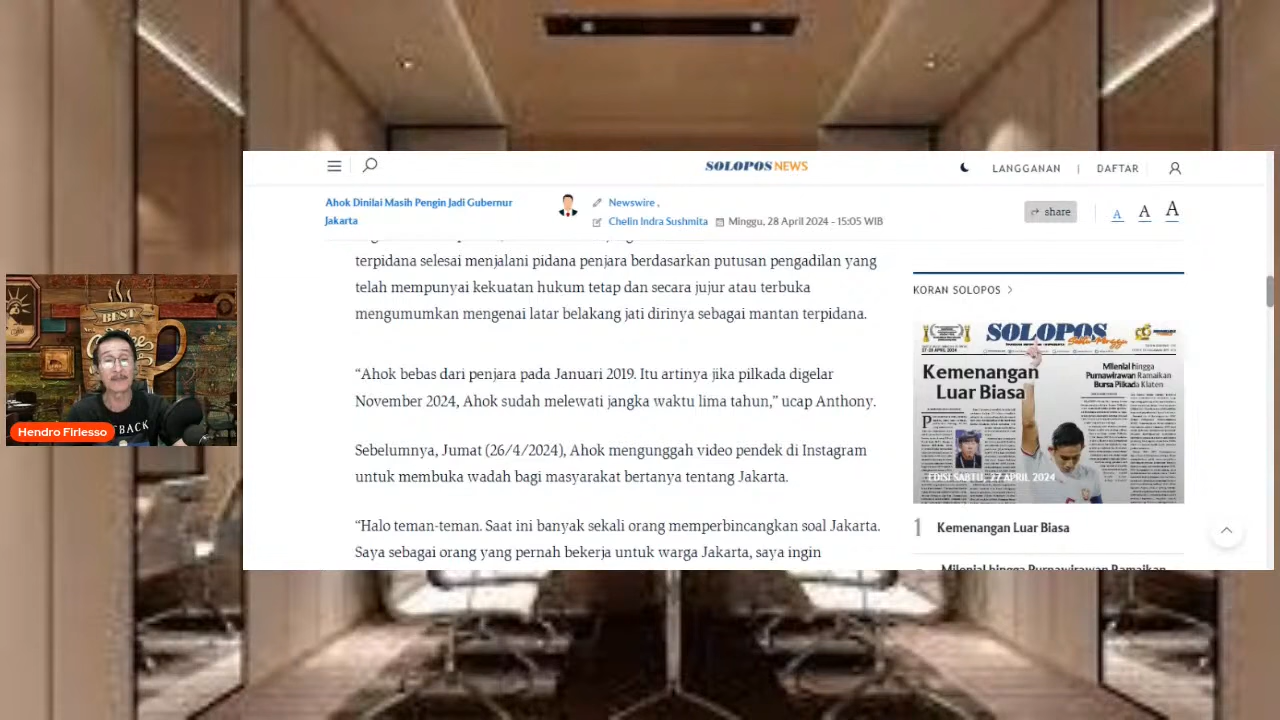 SOLOPOS NEWS
LANGGANAN | DAFTAR
Ahok Dinilai Masih Pengin Jadi Gubernur
Jakarta
Newswire ,
Chelin Indra Sushmita
Minggu, 28 April 2024 - 15:05 WIB
share
A A A
terpidana selesai menjalani pidana penjara berdasarkan putusan pengadilan yang
telah mempunyai kekuatan hukum tetap dan secara jujur atau terbuka
mengumumkan mengenai latar belakang jati dirinya sebagai mantan terpidana.
“Ahok bebas dari penjara pada Januari 2019. Itu artinya jika pilkada digelar
November 2024, Ahok sudah melewati jangka waktu lima tahun,” ucap Anthony.
Sebelumnya, Jumat (26/4/2024), Ahok mengunggah video pendek di Instagram
untuk membuka wadah bagi masyarakat bertanya tentang Jakarta.
“Halo teman-teman. Saat ini banyak sekali orang memperbincangkan soal Jakarta.
Saya sebagai orang yang pernah bekerja untuk warga Jakarta, saya ingin
KORAN SOLOPOS
SOLOPOS
Kemenangan
Luar Biasa
Milenial hingga
Purnawirawan Ramaikan
Bursa Pilkada Klaten
EDISI SABTU, 27 APRIL 2024
1 Kemenangan Luar Biasa
Milenial hingga Purnawirawan Ramaikan
BEST
Coffee
BACK
Hendro Firlesso